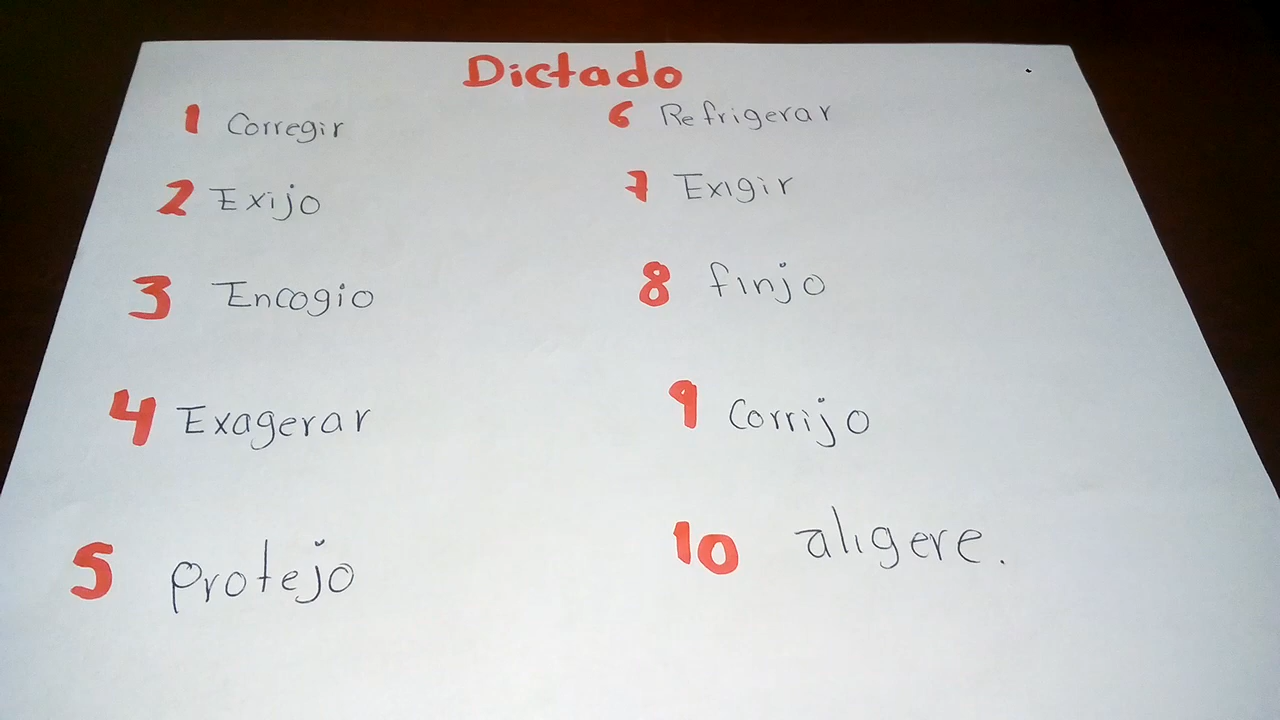 Dictado
1 Corregir
2 Exijo
3 Encogio
4 Exagerar
5 protejo
6 Refrigerar
7 Exigir
8 finjo
9 Corrijo
10 aligere.